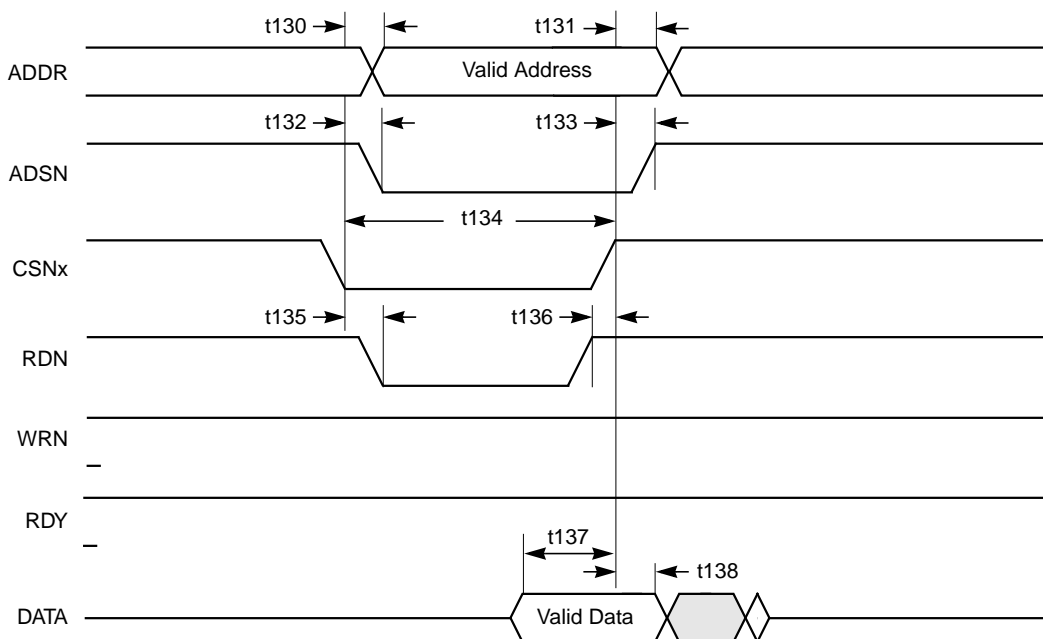 t130
t131
ADDR
Valid Address
t132
t133
ADSN
t134
CSNx
t135
t136
RDN
WRN
RDY
t137
t138
DATA
Valid Data